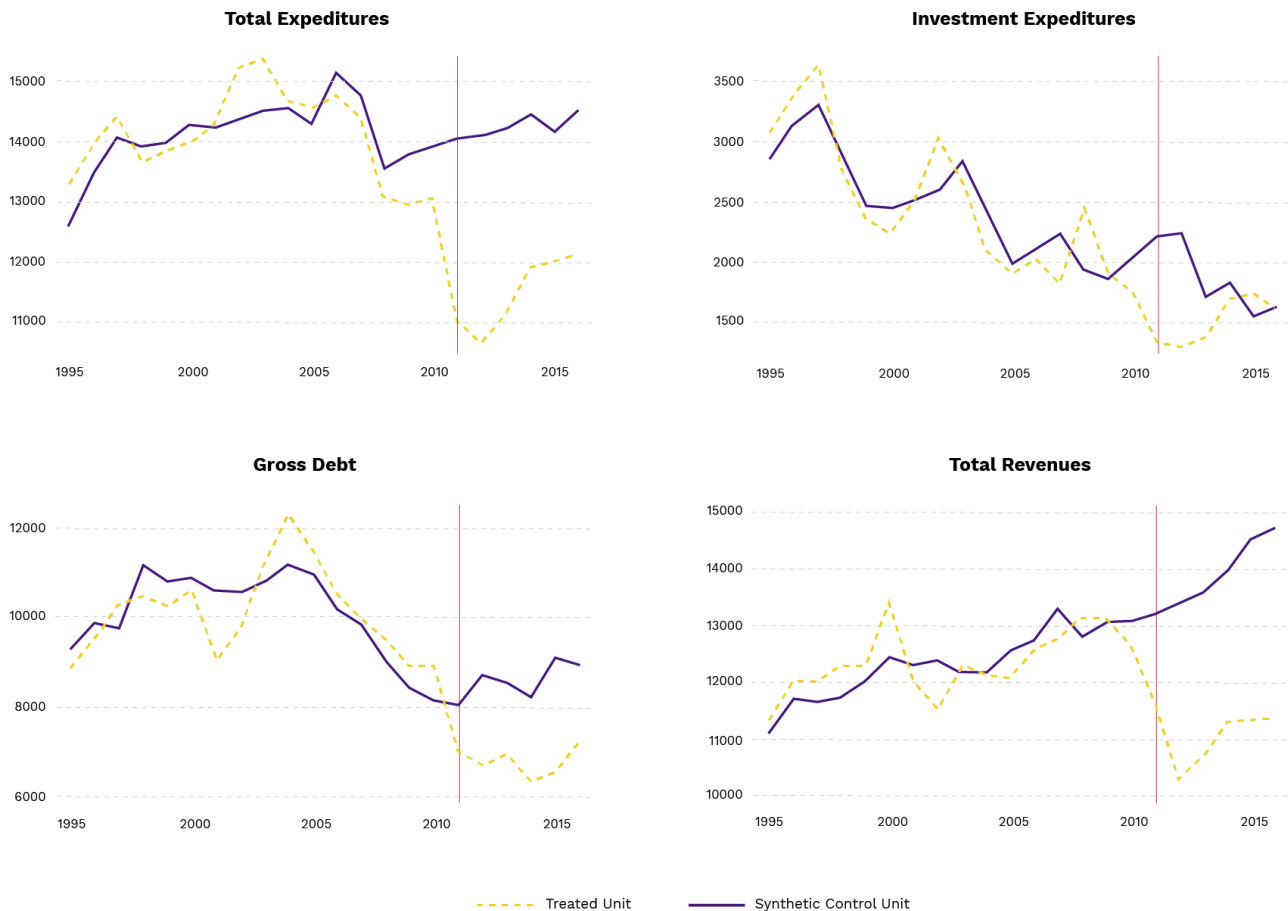 Total Expenditures
15000
14000
13000
12000
11000
1995 2000 2005 2010 2015
Investment Expeditures
3500
3000
2500
2000
1500
1995 2000 2005 2010 2015
Gross Debt
12000
10000
8000
6000
1995 2000 2005 2010 2015
Total Revenues
15000
14000
13000
12000
11000
10000
1995 2000 2005 2010 2015
Treated Unit Synthetic Control Unit